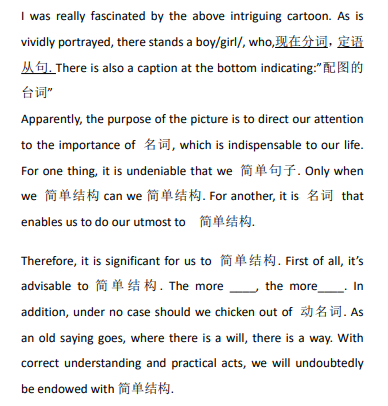 I was really fascinated by the above intriguing cartoon. As is
vividly portrayed, there stands a boy/girl/, who,现在分词，定语
从句. There is also a caption at the bottom indicating:”配图的
台词”
Apparently, the purpose of the picture is to direct our attention
to the importance of 名词, which is indispensable to our life.
For one thing, it is undeniable that we 简单句子. Only when
we 简单结构 can we 简单结构. For another, it is 名词 that
enables us to do our utmost to 简单结构.
Therefore, it is significant for us to 简单结构. First of all, it’s
advisable to 简单结构. The more ____, the more____. In
addition, under no case should we chicken out of 动名词. As
an old saying goes, where there is a will, there is a way. With
correct understanding and practical acts, we will undoubtedly
be endowed with 简单结构.